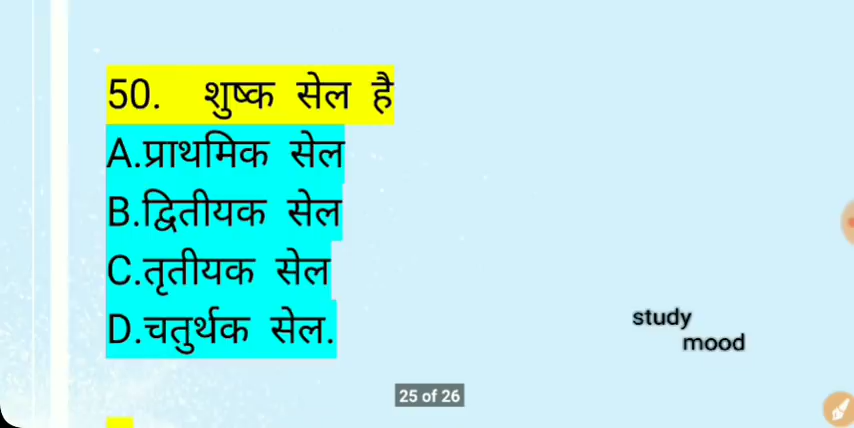 50. शुष्क सेल है
A.प्राथमिक सेल
B.द्वितीयक सेल
C.तृतीयक सेल
D.चतुर्थक सेल.
study
mood
25 of 26